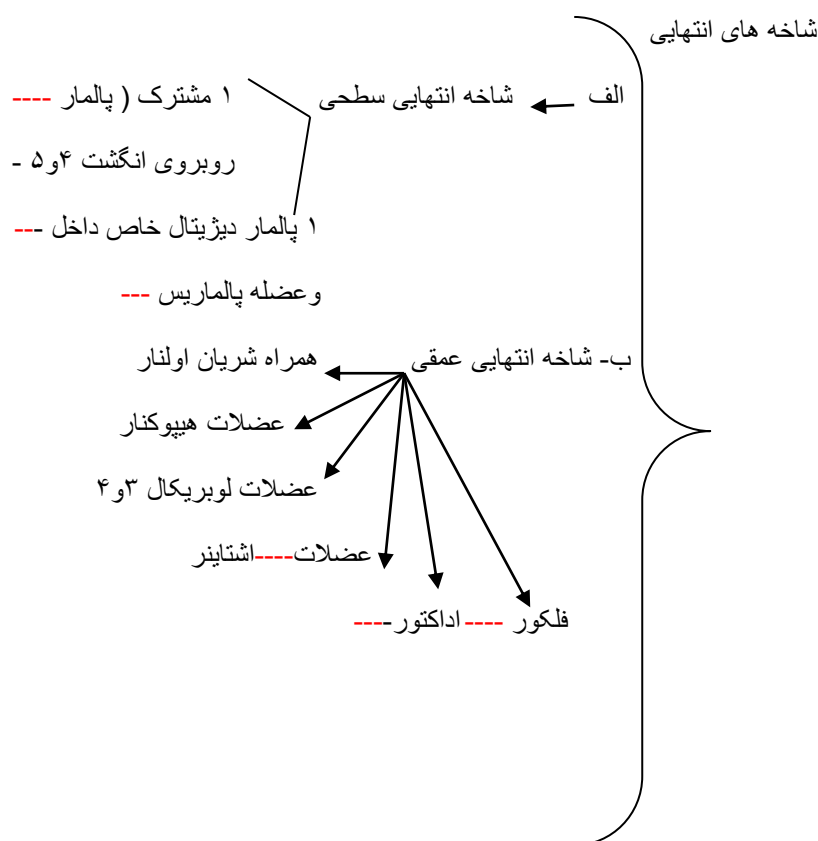 شاخه های انتهایی
الف شاخه انتهایی سطحی ۱ مشترک ( پالمار ----
روبروی انگشت ۴و۵ -
۱ پالمار دیژیتال خاص داخل ---
وعضله پالماریس ---
ب- شاخه انتهایی عمقی همراه شریان اولنار
عضلات هیپوکنار
عضلات لوبریکال ۳و۴
عضلات----اشتاینر
فلکور ---- اداکتور----